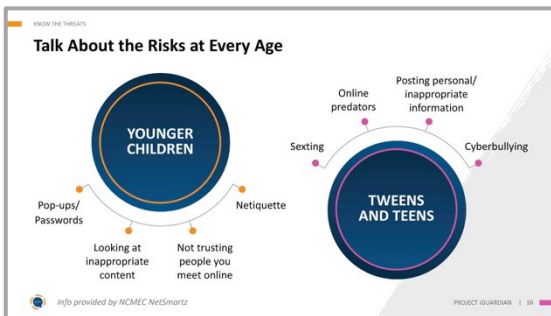 KNOW THE THREATS
Talk About the Risks at Every Age
YOUNGER
CHILDREN
Pop-ups/
Passwords
Looking at
inappropriate
content
Not trusting
people you
meet online
Netiquette
Sexting
Online
predators
Posting personal/
inappropriate
information
Cyberbullying
TWEENS
AND TEENS
Info provided by NCMEC NetSmartz
PROJECT iGUARDIAN | 16